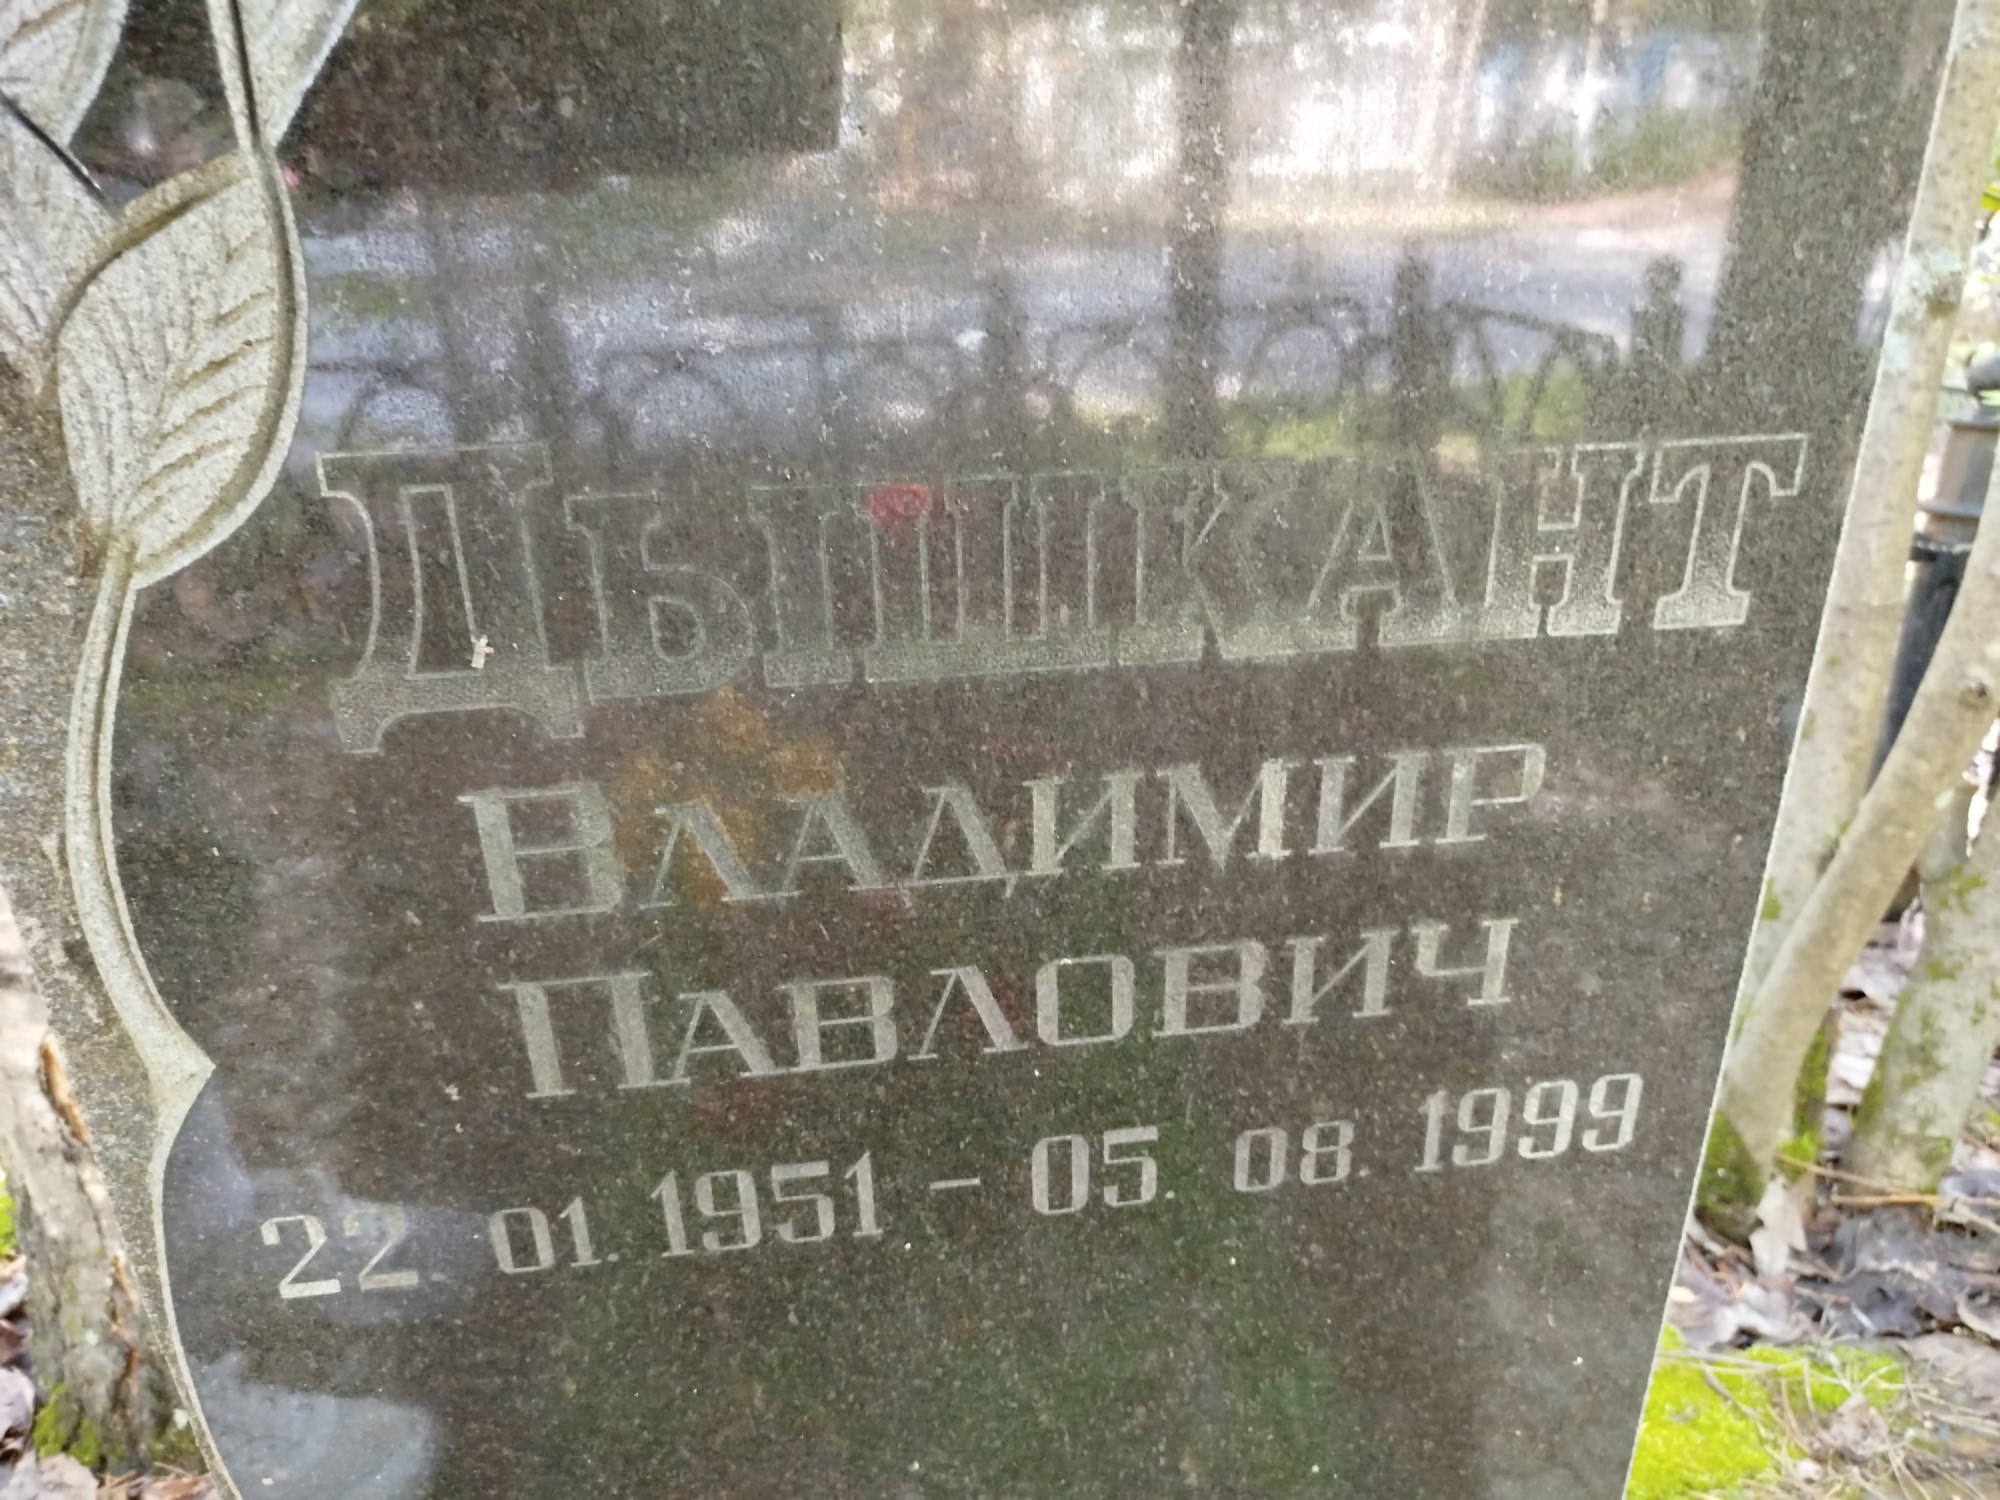 ДЫШКАНТ
ВЛАДИМИР
ПАВЛОВИЧ
22. 01. 1951 - 05. 08. 1999